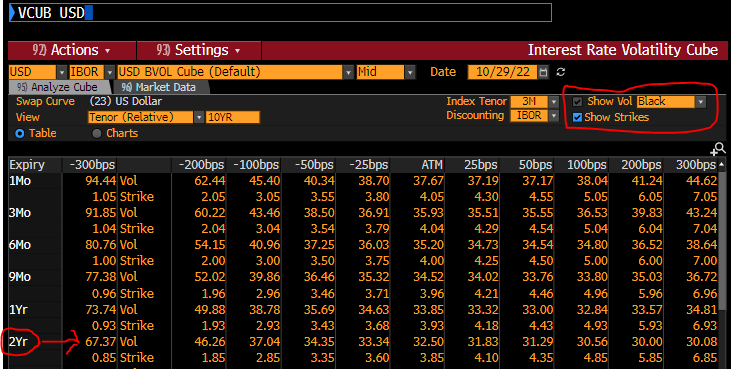 VCUB USD
92) Actions 93) Settings Interest Rate Volatility Cube
USD IBOR USD BVOL Cube (Default) Mid Date 10/29/22
95) Analyze Cube 96) Market Data
Swap Curve (23) US Dollar Index Tenor 3M Show Vol Black
View Tenor (Relative) 10YR Discounting IBOR Show Strikes
Table Charts
Expiry -300bps -200bps -100bps -50bps -25bps ATM 25bps 50bps 100bps 200bps 300bps
1Mo 94.44 Vol 62.44 45.40 40.34 38.70 37.67 37.19 37.17 38.04 41.24 44.62
1.05 Strike 2.05 3.05 3.55 3.80 4.05 4.30 4.55 5.05 6.05 7.05
3Mo 91.85 Vol 60.22 43.46 38.50 36.91 35.93 35.51 35.55 36.53 39.83 43.24
1.04 Strike 2.04 3.04 3.54 3.79 4.04 4.29 4.54 5.04 6.04 7.04
6Mo 80.76 Vol 54.15 40.96 37.25 36.03 35.20 34.73 34.54 34.80 36.52 38.64
1.00 Strike 2.00 3.00 3.50 3.75 4.00 4.25 4.50 5.00 6.00 7.00
9Mo 77.38 Vol 52.02 39.86 36.46 35.32 34.52 34.02 33.76 33.80 35.03 36.72
0.96 Strike 1.96 2.96 3.46 3.71 3.96 4.21 4.46 4.96 5.96 6.96
1Yr 73.74 Vol 49.88 38.78 35.69 34.63 33.85 33.32 33.00 32.84 33.57 34.81
0.93 Strike 1.93 2.93 3.43 3.68 3.93 4.18 4.43 4.93 5.93 6.93
2Yr 67.37 Vol 46.26 37.04 34.35 33.34 32.50 31.83 31.29 30.56 30.00 30.08
0.85 Strike 1.85 2.85 3.35 3.60 3.85 4.10 4.35 4.85 5.85 6.85